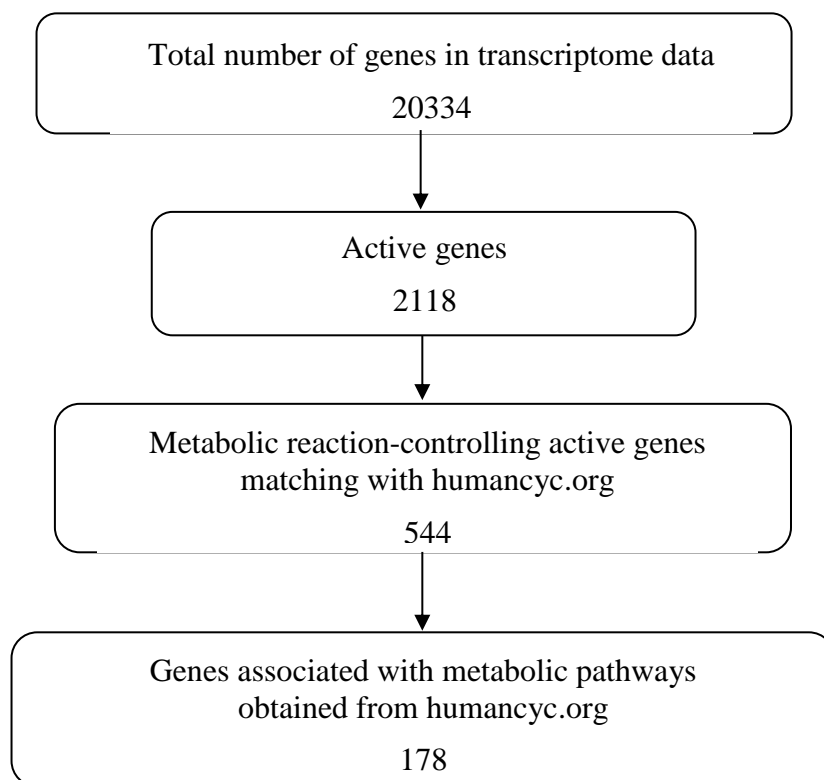 Total number of genes in transcriptome data
20334
Active genes
2118
Metabolic reaction-controlling active genes
matching with humancyc.org
544
Genes associated with metabolic pathways
obtained from humancyc.org
178